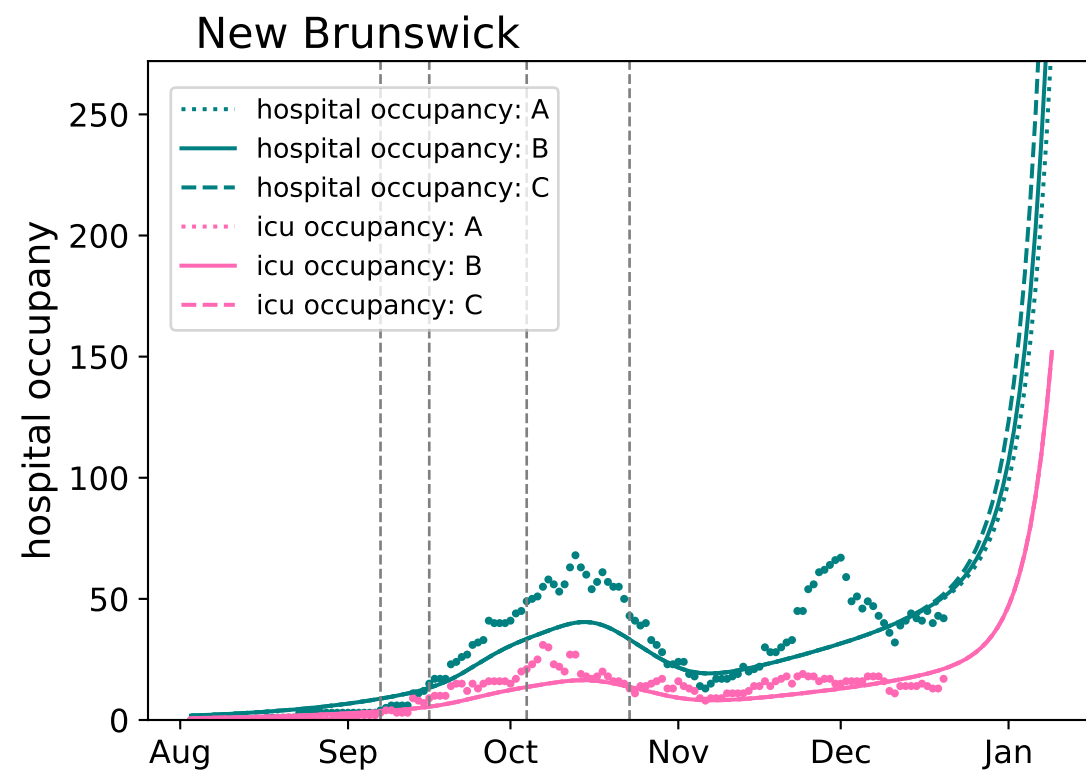 New Brunswick
hospital occupany
250
200
150
100
50
0
hospital occupancy: A
hospital occupancy: B
hospital occupancy: C
icu occupancy: A
icu occupancy: B
icu occupancy: C
Aug Sep Oct Nov Dec Jan